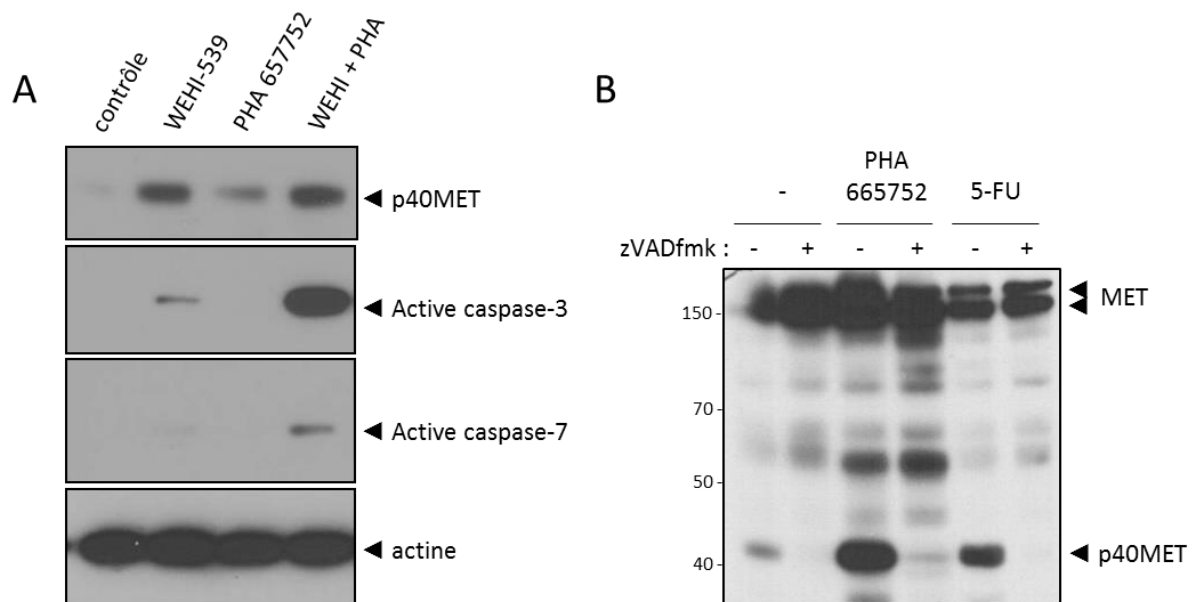 A
contrôle
WEHI-539
PHA 657752
WEHI + PHA
p40MET
Active caspase-3
Active caspase-7
actine
B
PHA
- 665752 5-FU
zVADfmk : - + - + - +
150 -
MET
70 -
50 -
40 -
p40MET